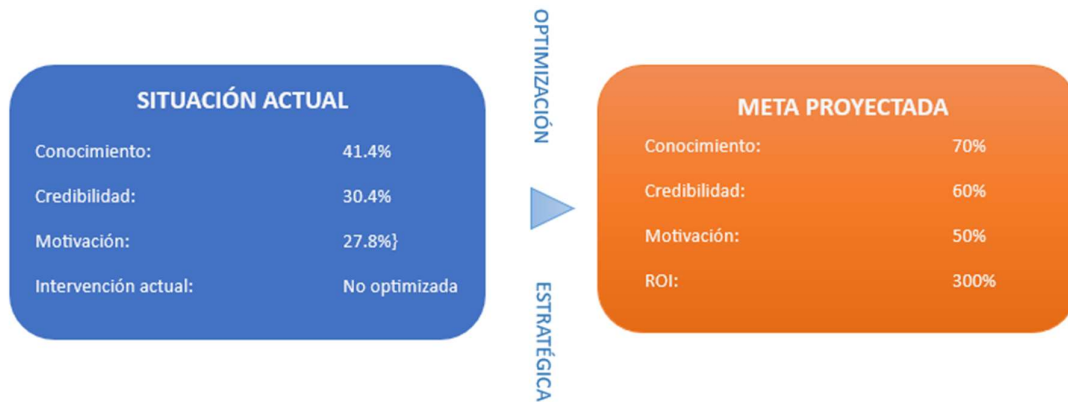 SITUACIÓN ACTUAL
Conocimiento: 41.4%
Credibilidad: 30.4%
Motivación: 27.8%}
Intervención actual: No optimizada
OPTIMIZACIÓN
ESTRATÉGICA
META PROYECTADA
Conocimiento: 70%
Credibilidad: 60%
Motivación: 50%
ROI: 300%